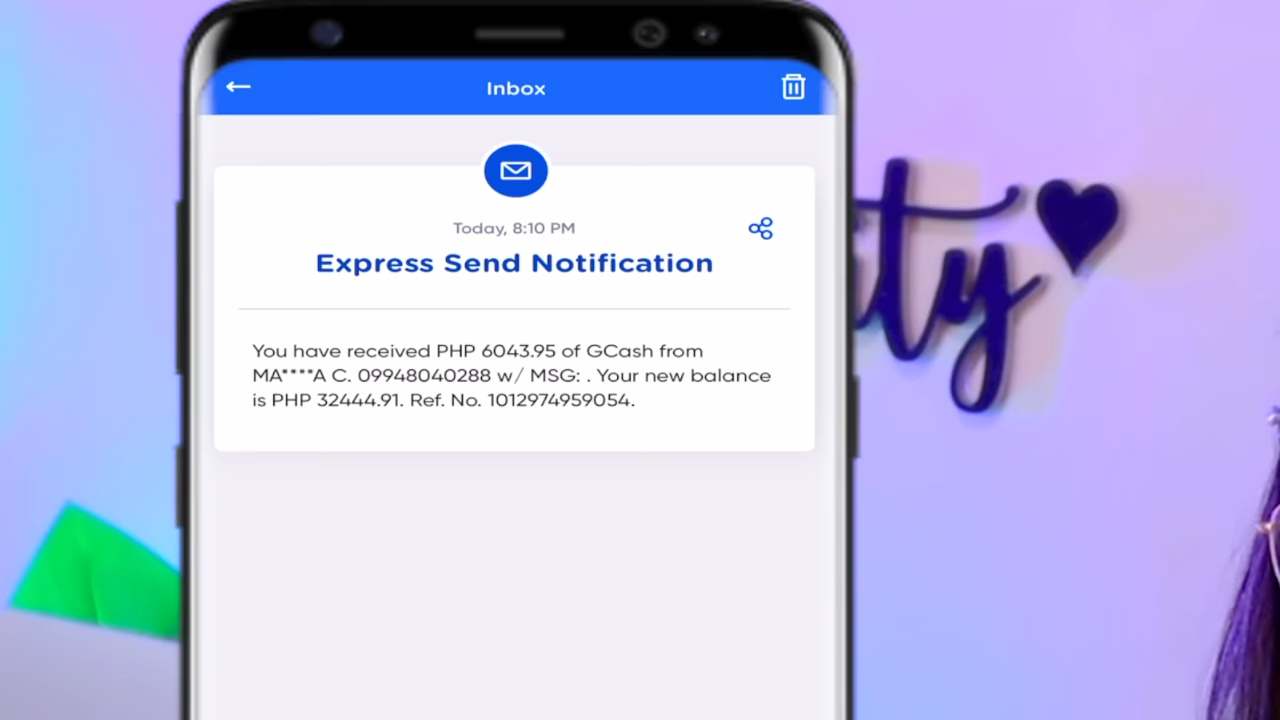 Inbox
Today, 8:10 PM
Express Send Notification
You have received PHP 6043.95 of GCash from
MA****A C. 09948040288 w/ MSG: . Your new balance
is PHP 32444.91. Ref. No. 1012974959054.
ty